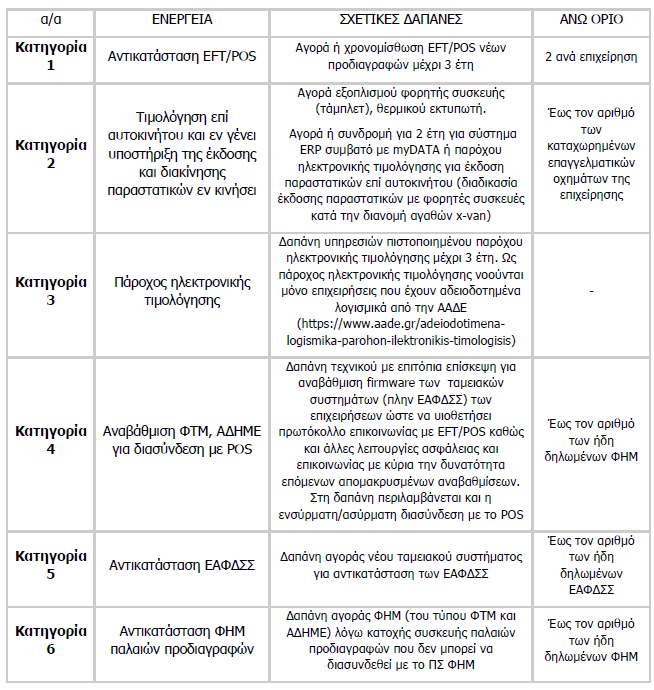 α/α ΕΝΕΡΓΕΙΑ ΣΧΕΤΙΚΕΣ ΔΑΠΑΝΕΣ ΑΝΩ ΟΡΙΟ
Κατηγορία
1
Αντικατάσταση EFT/POS
Αγορά ή χρονομίσθωση EFT/POS νέων
προδιαγραφών μέχρι 3 έτη
2 ανά επιχείρηση
Κατηγορία
2
Τιμολόγηση επί
αυτοκινήτου και εν γένει
υποστήριξη της έκδοσης
και διακίνησης
παραστατικών εν κινήσει
Αγορά εξοπλισμού φορητής συσκευής
(τάμπλετ), θερμικού εκτυπωτή.
Αγορά ή συνδρομή για 2 έτη για σύστημα
ERP συμβατό με myDATA ή παρόχου
ηλεκτρονικής τιμολόγησης για έκδοση
παραστατικών επί αυτοκινήτου (διαδικασία
έκδοσης παραστατικών με φορητές συσκευές
κατά την διανομή αγαθών x-van)
Έως τον αριθμό
των
καταχωρημένων
επαγγελματικών
οχημάτων της
επιχείρησης
Κατηγορία
3
Πάροχος ηλεκτρονικής
τιμολόγησης
Δαπάνη υπηρεσιών πιστοποιημένου παρόχου
ηλεκτρονικής τιμολόγησης μέχρι 3 έτη. Ως
πάροχος ηλεκτρονικής τιμολόγησης νοούνται
μόνο επιχειρήσεις που έχουν αδειοδοτημένα
λογισμικά από την ΑΑΔΕ
(https://www.aade.gr/adeiodotimena-
logismika-parohon-ilektronikis-timologisis)
-
Κατηγορία
4
Αναβάθμιση ΦΤΜ, ΑΔΗΜΕ
για διασύνδεση με POS
Δαπάνη τεχνικού με επιτόπια επίσκεψη για
αναβάθμιση firmware των ταμειακών
συστημάτων (πλην ΕΑΦΔΣΣ) των
επιχειρήσεων ώστε να υιοθετήσει
πρωτόκολλο επικοινωνίας με EFT/POS καθώς
και άλλες λειτουργίες ασφάλειας και
επικοινωνίας με κύρια την δυνατότητα
επόμενων απομακρυσμένων αναβαθμίσεων.
Στη δαπάνη περιλαμβάνεται και η
ενσύρματη/ασύρματη διασύνδεση με το POS
Έως τον αριθμό
των ήδη
δηλωμένων ΦΗΜ
Κατηγορία
5
Αντικατάσταση ΕΑΦΔΣΣ
Δαπάνη αγοράς νέου ταμειακού συστήματος
για αντικατάσταση των ΕΑΦΔΣΣ
Έως τον αριθμό
των ήδη
δηλωμένων
ΕΑΦΔΣΣ
Κατηγορία
6
Αντικατάσταση ΦΗΜ
παλαιών προδιαγραφών
Δαπάνη αγοράς ΦΗΜ (του τύπου ΦΤΜ και
ΑΔΗΜΕ) λόγω κατοχής συσκευής παλαιών
προδιαγραφών που δεν μπορεί να
διασυνδεθεί με το ΠΣ ΦΗΜ
Έως τον αριθμό
των ήδη
δηλωμένων ΦΗΜ